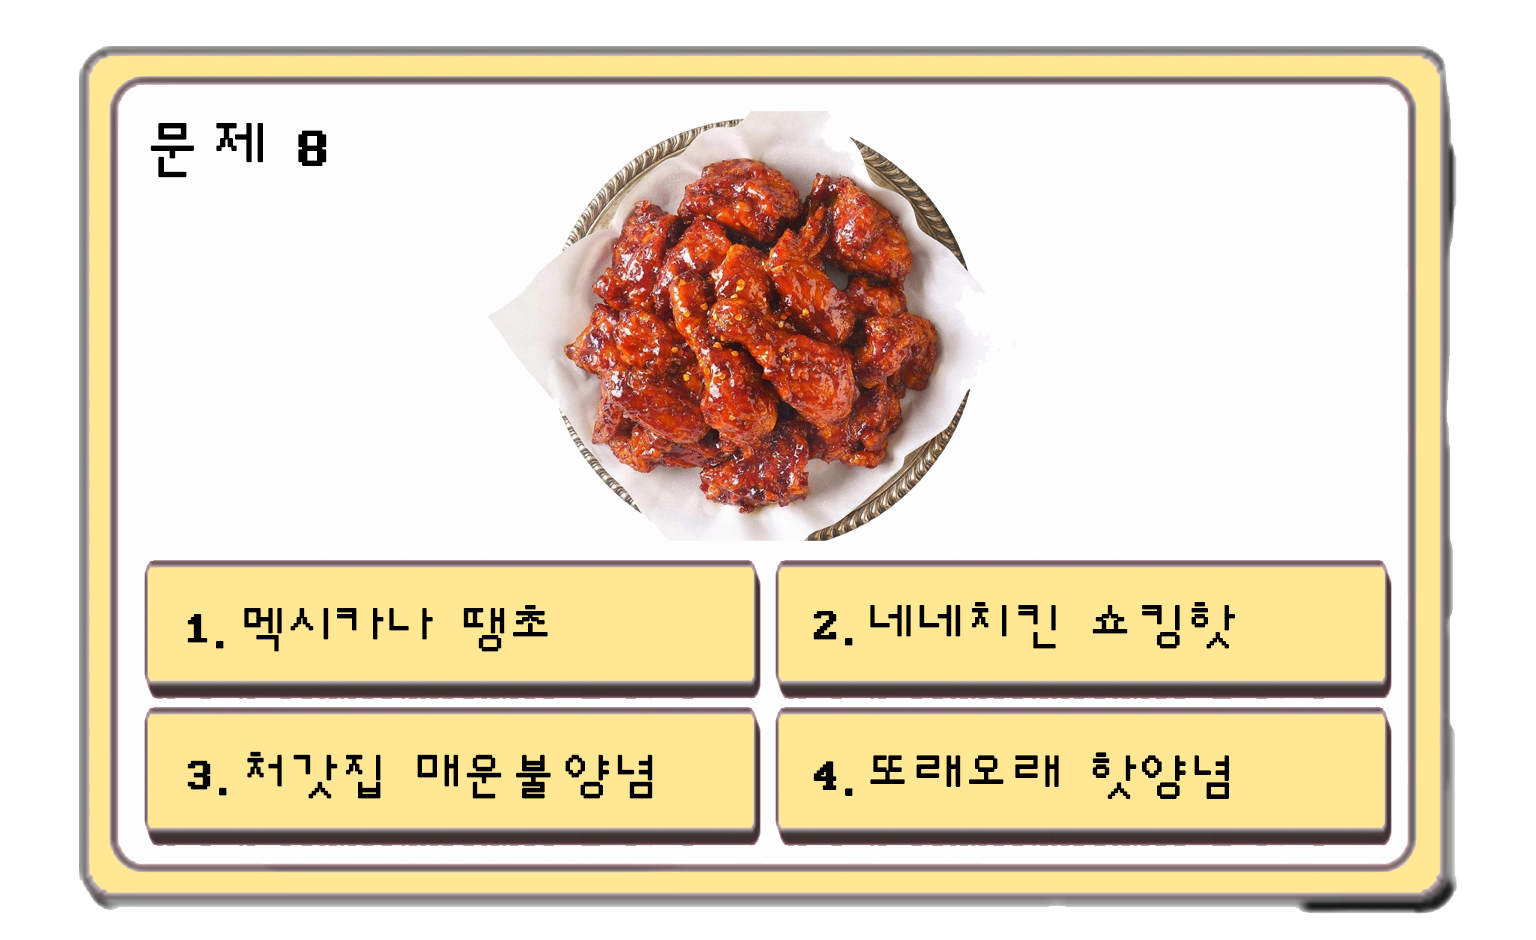 문제 8
1. 멕시카나 땡초
2. 네네치킨 쇼킹핫
3. 처갓집 매운불양념
4. 또래오래 핫양념